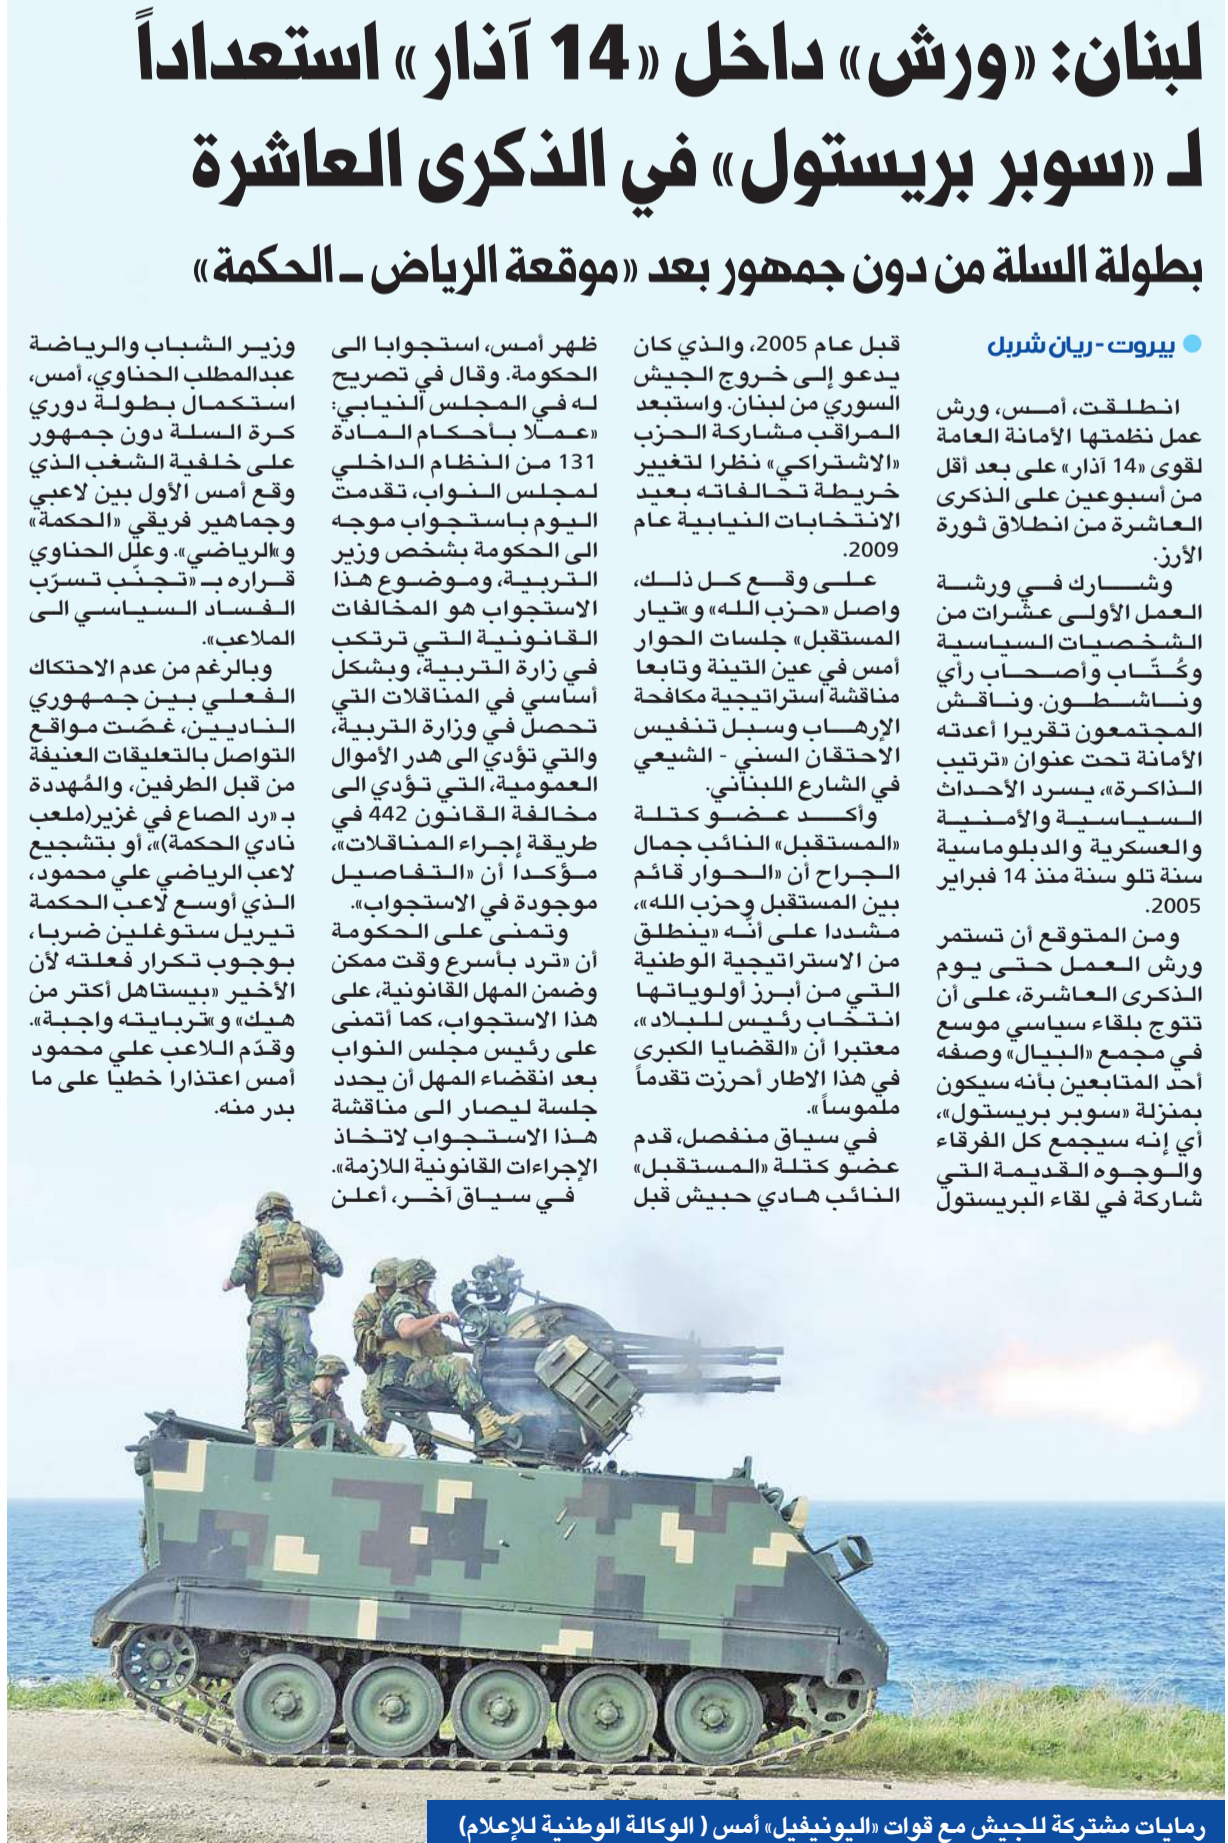 لبنان: «ورش» داخل «14 آذار» استعداداً
لـ «سوبر بريستول» في الذكرى العاشرة
بطولة السلة من دون جمهور بعد «موقعة الرياض ــ الحكمة»
● بيروت - ريان شربل
انطلقت، أمس، ورش
عمل نظمتها الأمانة العامة
لقوى «14 آذار» على بعد أقل
من أسبوعين على الذكرى
العاشرة من انطلاق ثورة
الأرز.
وشارك في ورشة
العمل الأولى عشرات من
الشخصيات السياسية
وكُتّاب وأصحاب رأي
وناشطون. وناقش
المجتمعون تقريرا أعدته
الأمانة تحت عنوان «ترتيب
الذاكرة»، يسرد الأحداث
السياسية والأمنية
والعسكرية والدبلوماسية
سنة تلو سنة منذ 14 فبراير
2005.
ومن المتوقع أن تستمر
ورش العمل حتى يوم
الذكرى العاشرة، على أن
تتوج بلقاء سياسي موسع
في مجمع «البيال» وصفه
أحد المتابعين بأنه سيكون
بمنزلة «سوبر بريستول»،
أي إنه سيجمع كل الفرقاء
والوجوه القديمة التي
شاركة في لقاء البريستول
قبل عام 2005، والذي كان
يدعو إلى خروج الجيش
السوري من لبنان. واستبعد
المراقب مشاركة الحزب
«الاشتراكي» نظرا لتغيير
خريطة تحالفاته بعيد
الانتخابات النيابية عام
2009.
على وقع كل ذلك،
واصل «حزب الله» و«تيار
المستقبل» جلسات الحوار
أمس في عين التينة وتابعا
مناقشة استراتيجية مكافحة
الإرهاب وسبل تنفيس
الاحتقان السني - الشيعي
في الشارع اللبناني.
وأكد عضو كتلة
«المستقبل» النائب جمال
الجراح أن «الحوار قائم
بين المستقبل وحزب الله»،
مشددا على أنّه «ينطلق
من الاستراتيجية الوطنية
التي من أبرز أولوياتها
انتخاب رئيس للبلاد»،
معتبرا أن «القضايا الكبرى
في هذا الاطار أحرزت تقدماً
ملموساً».
في سياق منفصل، قدم
عضو كتلة «المستقبل»
النائب هادي حبيش قبل
ظهر أمس، استجوابا الى
الحكومة. وقال في تصريح
له في المجلس النيابي:
«عملا بأحكام المادة
131 من النظام الداخلي
لمجلس النواب، تقدمت
اليوم باستجواب موجه
الى الحكومة بشخص وزير
التربية، وموضوع هذا
الاستجواب هو المخالفات
القانونية التي ترتكب
في زارة التربية، وبشكل
أساسي في المناقلات التي
تحصل في وزارة التربية،
والتي تؤدي الى هدر الأموال
العمومية، التي تؤدي الى
مخالفة القانون 442 في
طريقة إجراء المناقلات»،
مؤكدا أن «التفاصيل
موجودة في الاستجواب».
وتمنى على الحكومة
أن «ترد بأسرع وقت ممكن
وضمن المهل القانونية، على
هذا الاستجواب، كما أتمنى
على رئيس مجلس النواب
بعد انقضاء المهل أن يحدد
جلسة ليصار الى مناقشة
هذا الاستجواب لاتخاذ
الإجراءات القانونية اللازمة».
في سياق آخر، أعلن
وزير الشباب والرياضة
عبدالمطلب الحناوي، أمس،
استكمال بطولة دوري
كرة السلة دون جمهور
على خلفية الشغب الذي
وقع أمس الأول بين لاعبي
وجماهير فريقي «الحكمة»
و«الرياضي». وعلّل الحناوي
قراره بـ «تجنّب تسرّب
الفساد السياسي الى
الملاعب».
وبالرغم من عدم الاحتكاك
الفعلي بين جمهوري
الناديين، غصّت مواقع
التواصل بالتعليقات العنيفة
من قبل الطرفين، والمُهددة
بـ «رد الصاع في غزير(ملعب
نادي الحكمة)»، أو بتشجيع
لاعب الرياضي علي محمود،
الذي أوسع لاعب الحكمة
تيريل ستوغلين ضربا،
بوجوب تكرار فعلته لأن
الأخير «بيستاهل أكتر من
هيك» و«تربايته واجبة».
وقدّم اللاعب علي محمود
أمس اعتذارا خطيا على ما
بدر منه.
رمايات مشتركة للجيش مع قوات «اليونيفيل» أمس ( الوكالة الوطنية للإعلام)